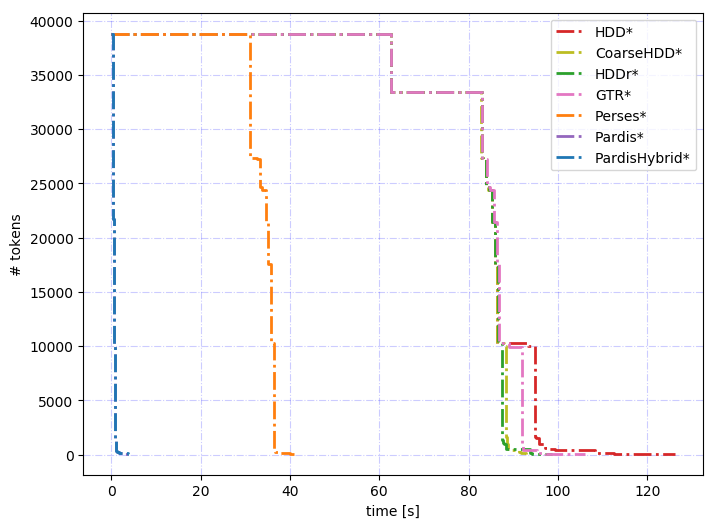 40000
35000
30000
25000
20000
15000
10000
5000
0
# tokens
HDD*
CoarseHDD*
HDDr*
GTR*
Perses*
Pardis*
PardisHybrid*
0 20 40 60 80 100 120
time [s]